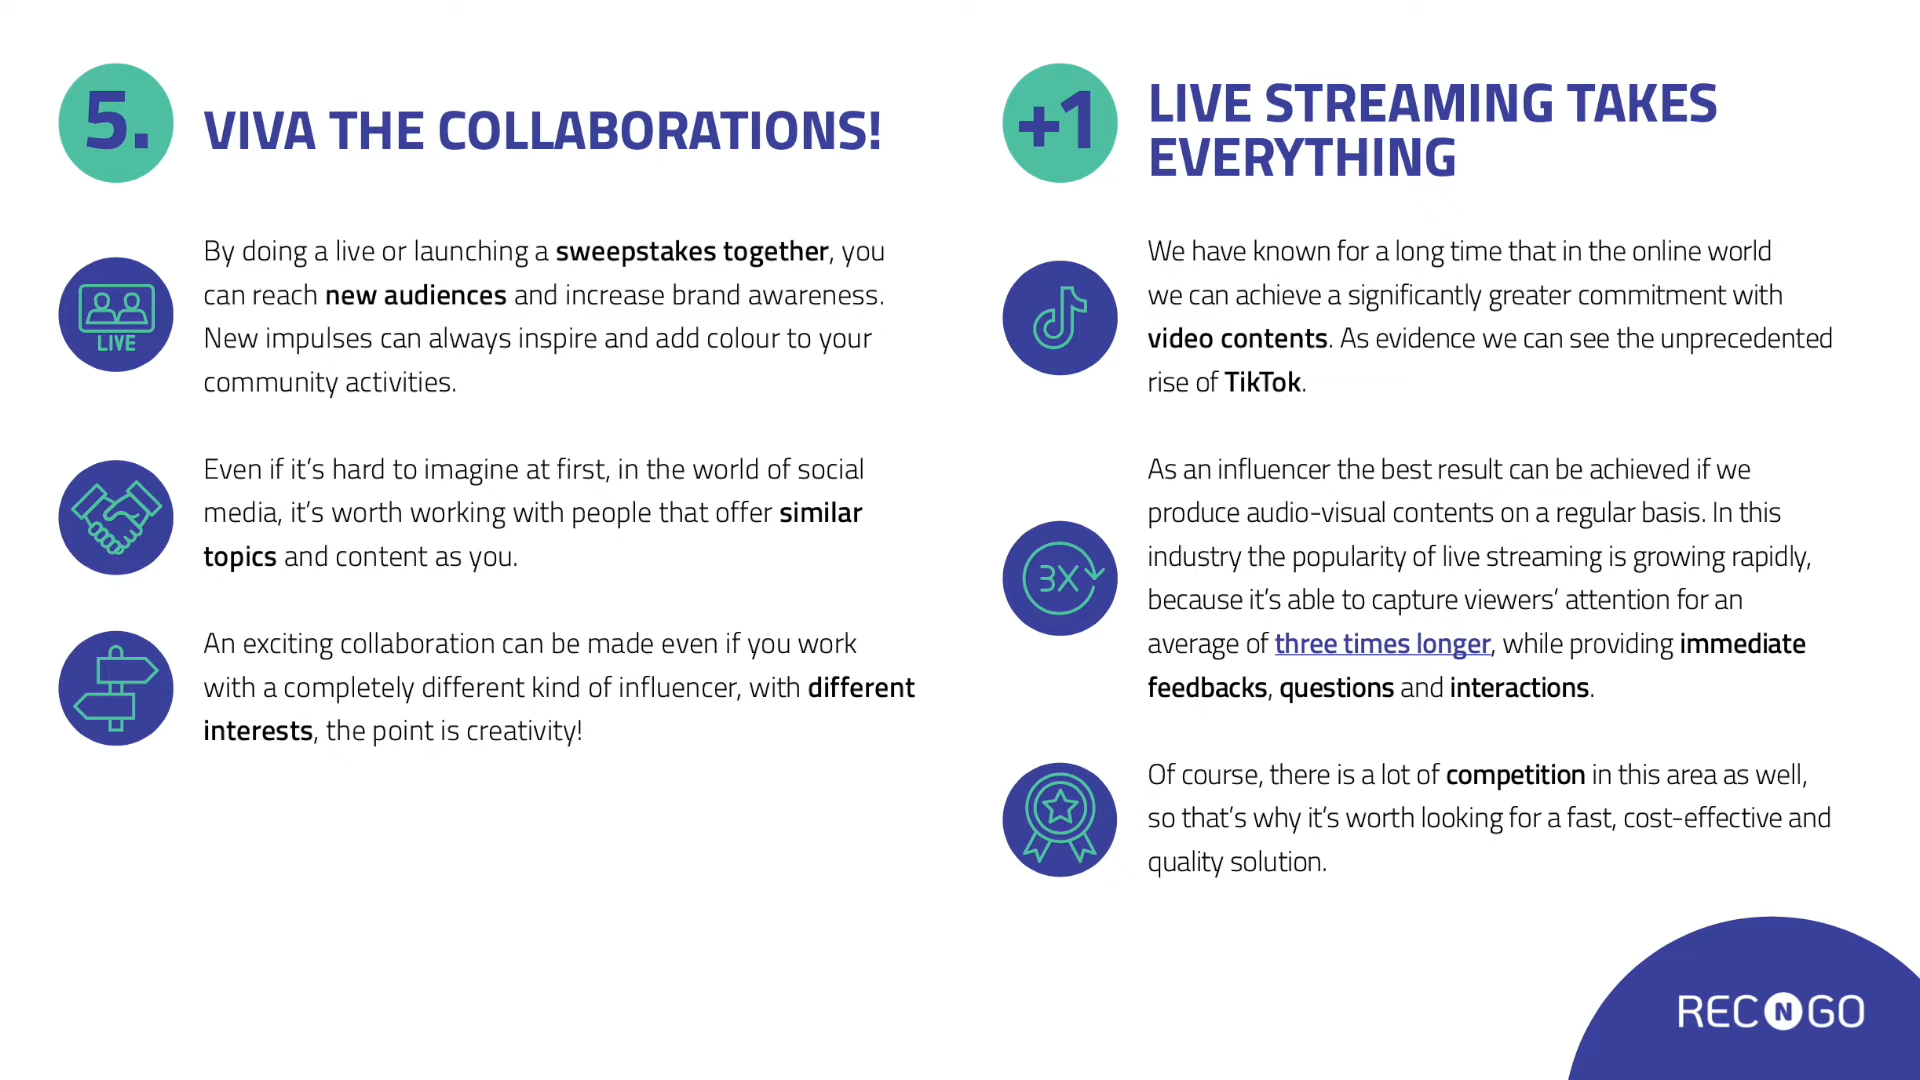 5.
VIVA THE COLLABORATIONS!
LIVE
By doing a live or launching a sweepstakes together, you
can reach new audiences and increase brand awareness.
New impulses can always inspire and add colour to your
community activities.
Even if it's hard to imagine at first, in the world of social
media, it's worth working with people that offer similar
topics and content as you.
An exciting collaboration can be made even if you work
with a completely different kind of influencer, with different
interests, the point is creativity!
+1
LIVE STREAMING TAKES
EVERYTHING
We have known for a long time that in the online world
we can achieve a significantly greater commitment with
video contents. As evidence we can see the unprecedented
rise of TikTok.
3X
As an influencer the best result can be achieved if we
produce audio-visual contents on a regular basis. In this
industry the popularity of live streaming is growing rapidly,
because it's able to capture viewers' attention for an
average of three times longer, while providing immediate
feedbacks, questions and interactions.
Of course, there is a lot of competition in this area as well,
so that's why it's worth looking for a fast, cost-effective and
quality solution.
REC N GO